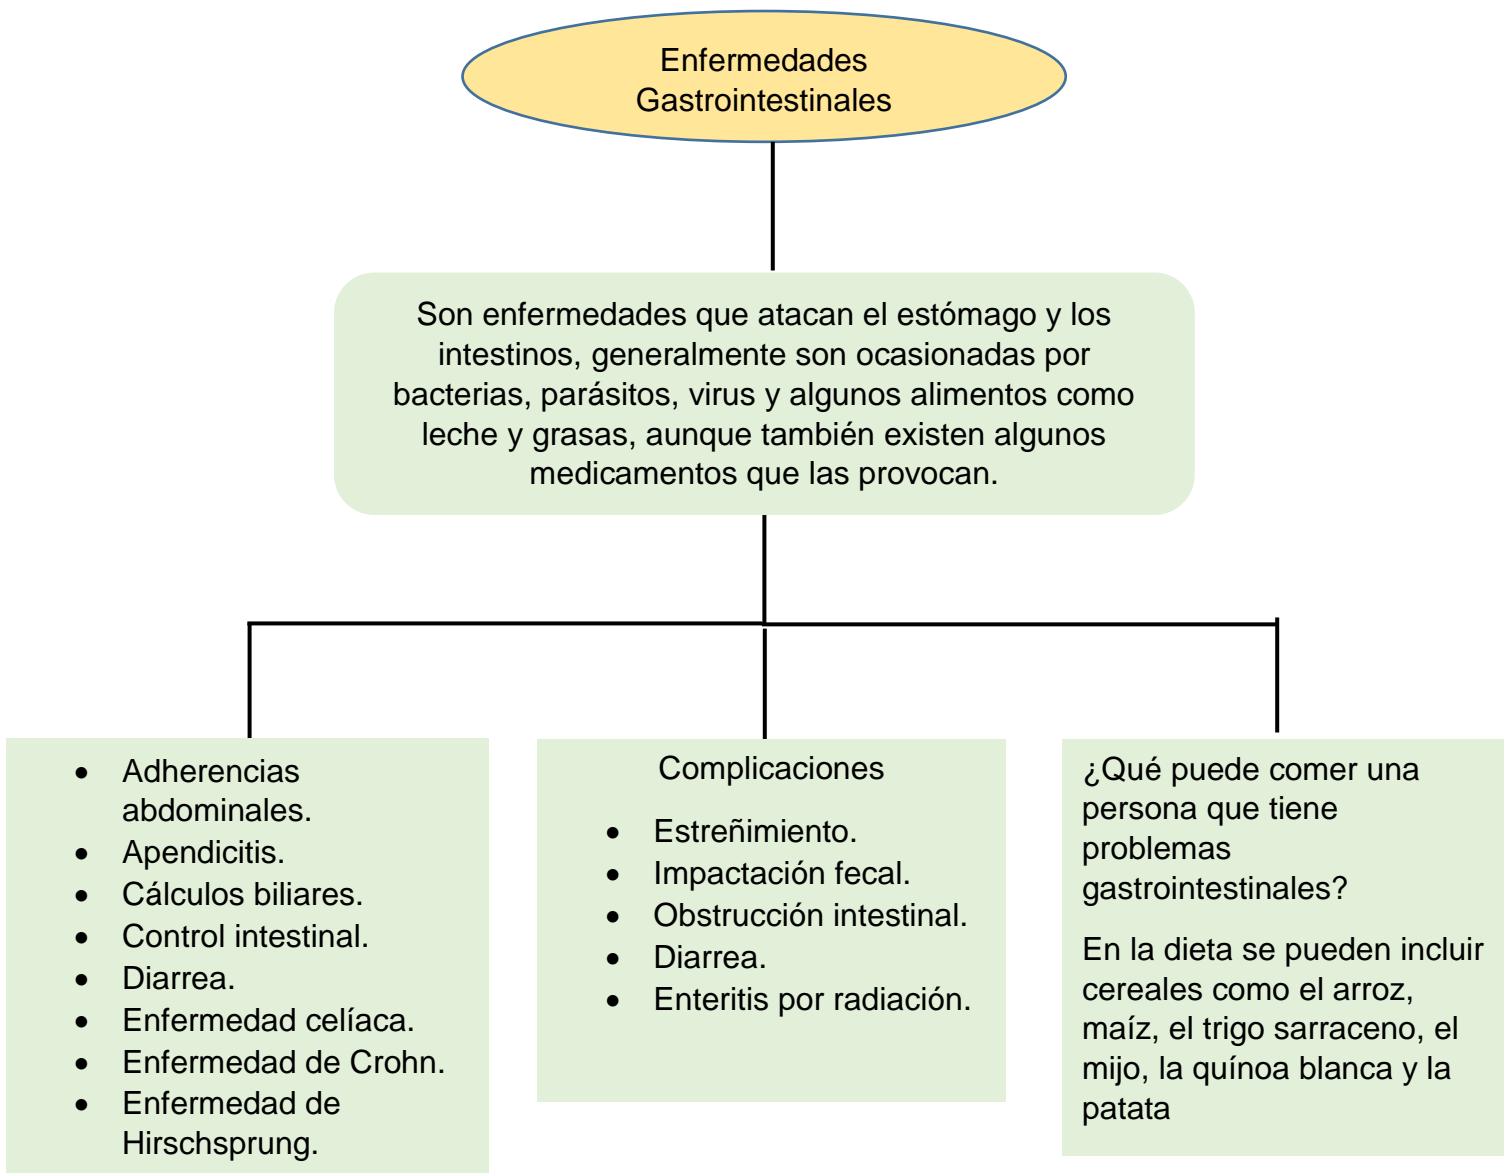 Enfermedades
Gastrointestinales
Son enfermedades que atacan el estómago y los
intestinos, generalmente son ocasionadas por
bacterias, parásitos, virus y algunos alimentos como
leche y grasas, aunque también existen algunos
medicamentos que las provocan.
• Adherencias
abdominales.
• Apendicitis.
• Cálculos biliares.
• Control intestinal.
• Diarrea.
• Enfermedad celíaca.
• Enfermedad de Crohn.
• Enfermedad de
Hirschsprung.
Complicaciones
• Estreñimiento.
• Impactación fecal.
• Obstrucción intestinal.
• Diarrea.
• Enteritis por radiación.
¿Qué puede comer una
persona que tiene
problemas
gastrointestinales?
En la dieta se pueden incluir
cereales como el arroz,
maíz, el trigo sarraceno, el
mijo, la quínoa blanca y la
patata